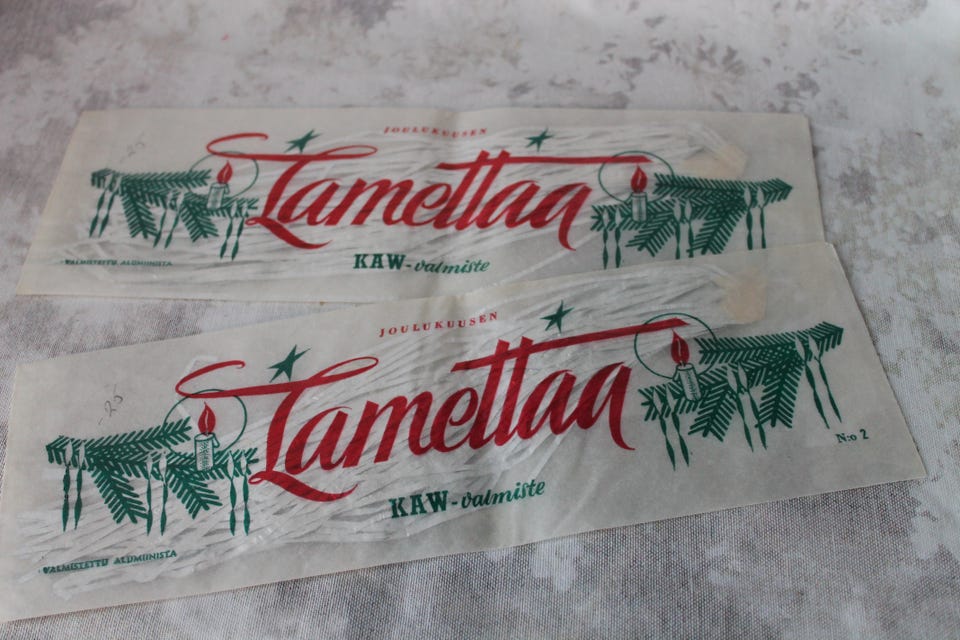 JOULUKUUSEN
Lamettaa
KAW-valmiste
VALMISTETTU ALUMIINISTA
JOULUKUUSEN
Lamettaa
KAW-valmiste
N:o 2
VALMISTETTU ALUMIINISTA